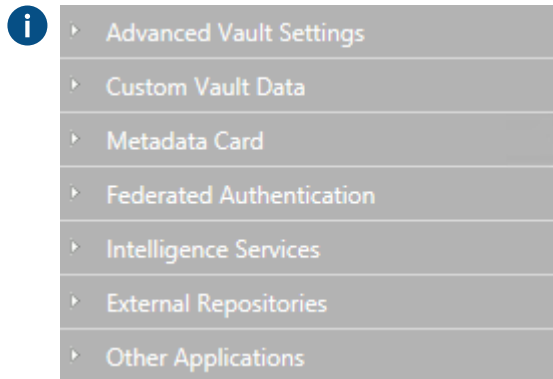 i
Advanced Vault Settings
Custom Vault Data
Metadata Card
Federated Authentication
Intelligence Services
External Repositories
Other Applications